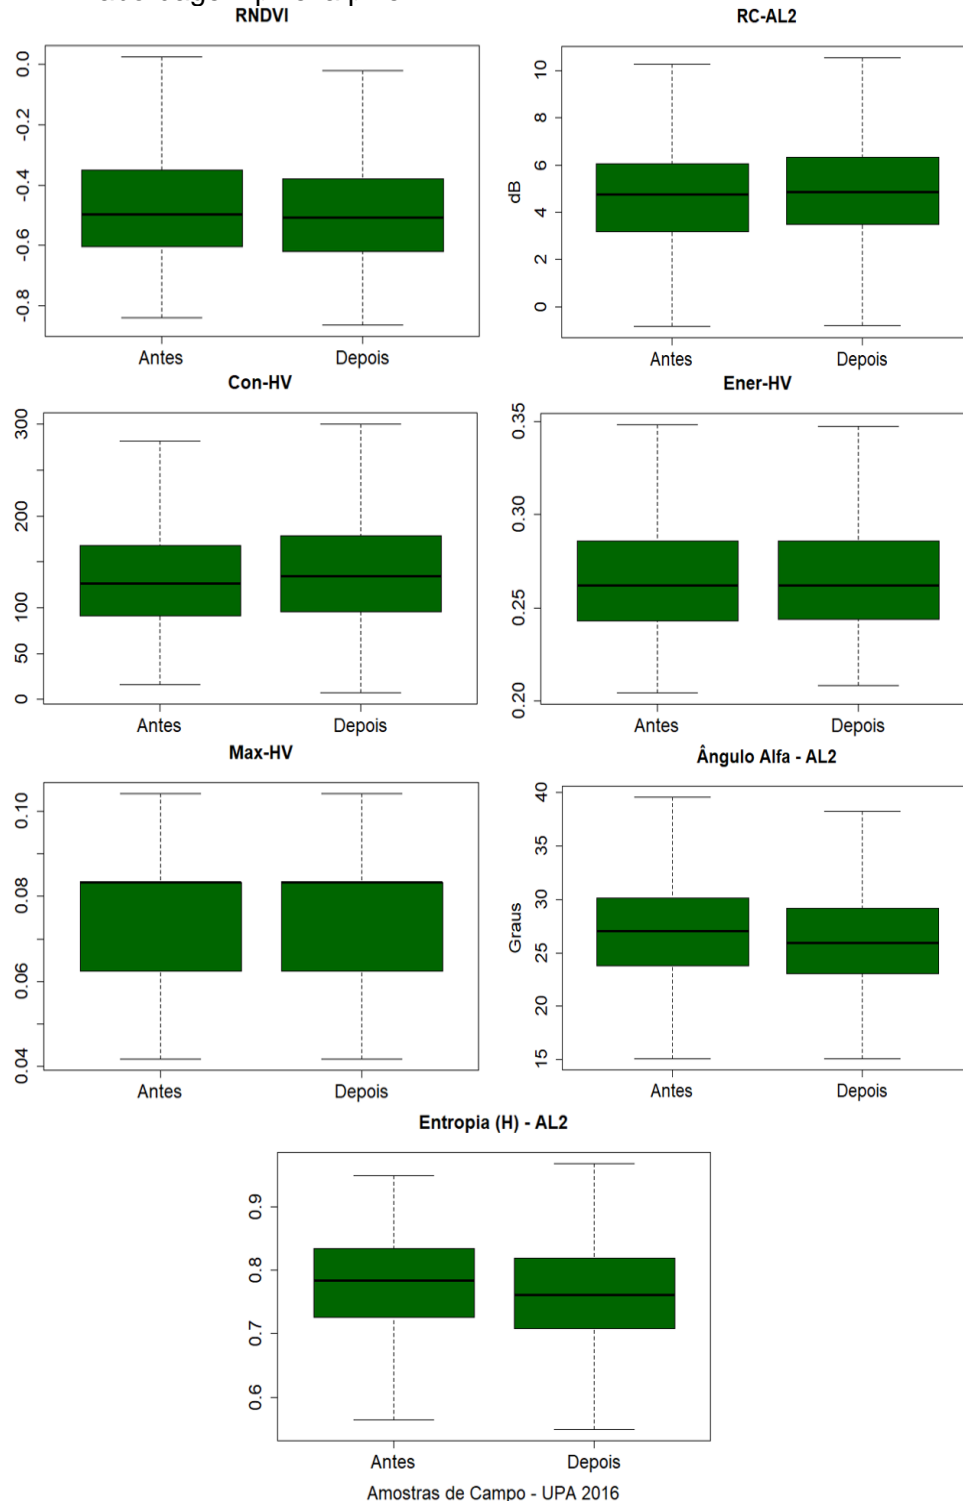 RNDVI
0.0
-0.2
-0.4
-0.6
-0.8
Antes Depois
RC-AL2
dB
10
8
6
4
2
0
Antes Depois
Con-HV
300
200
100
50
0
Antes Depois
Ener-HV
0.35
0.30
0.25
0.20
Antes Depois
Max-HV
0.10
0.08
0.06
0.04
Antes Depois
Ângulo Alfa - AL2
Graus
40
35
30
25
20
15
Antes Depois
Entropia (H) - AL2
0.9
0.8
0.7
0.6
Antes Depois
Amostras de Campo - UPA 2016